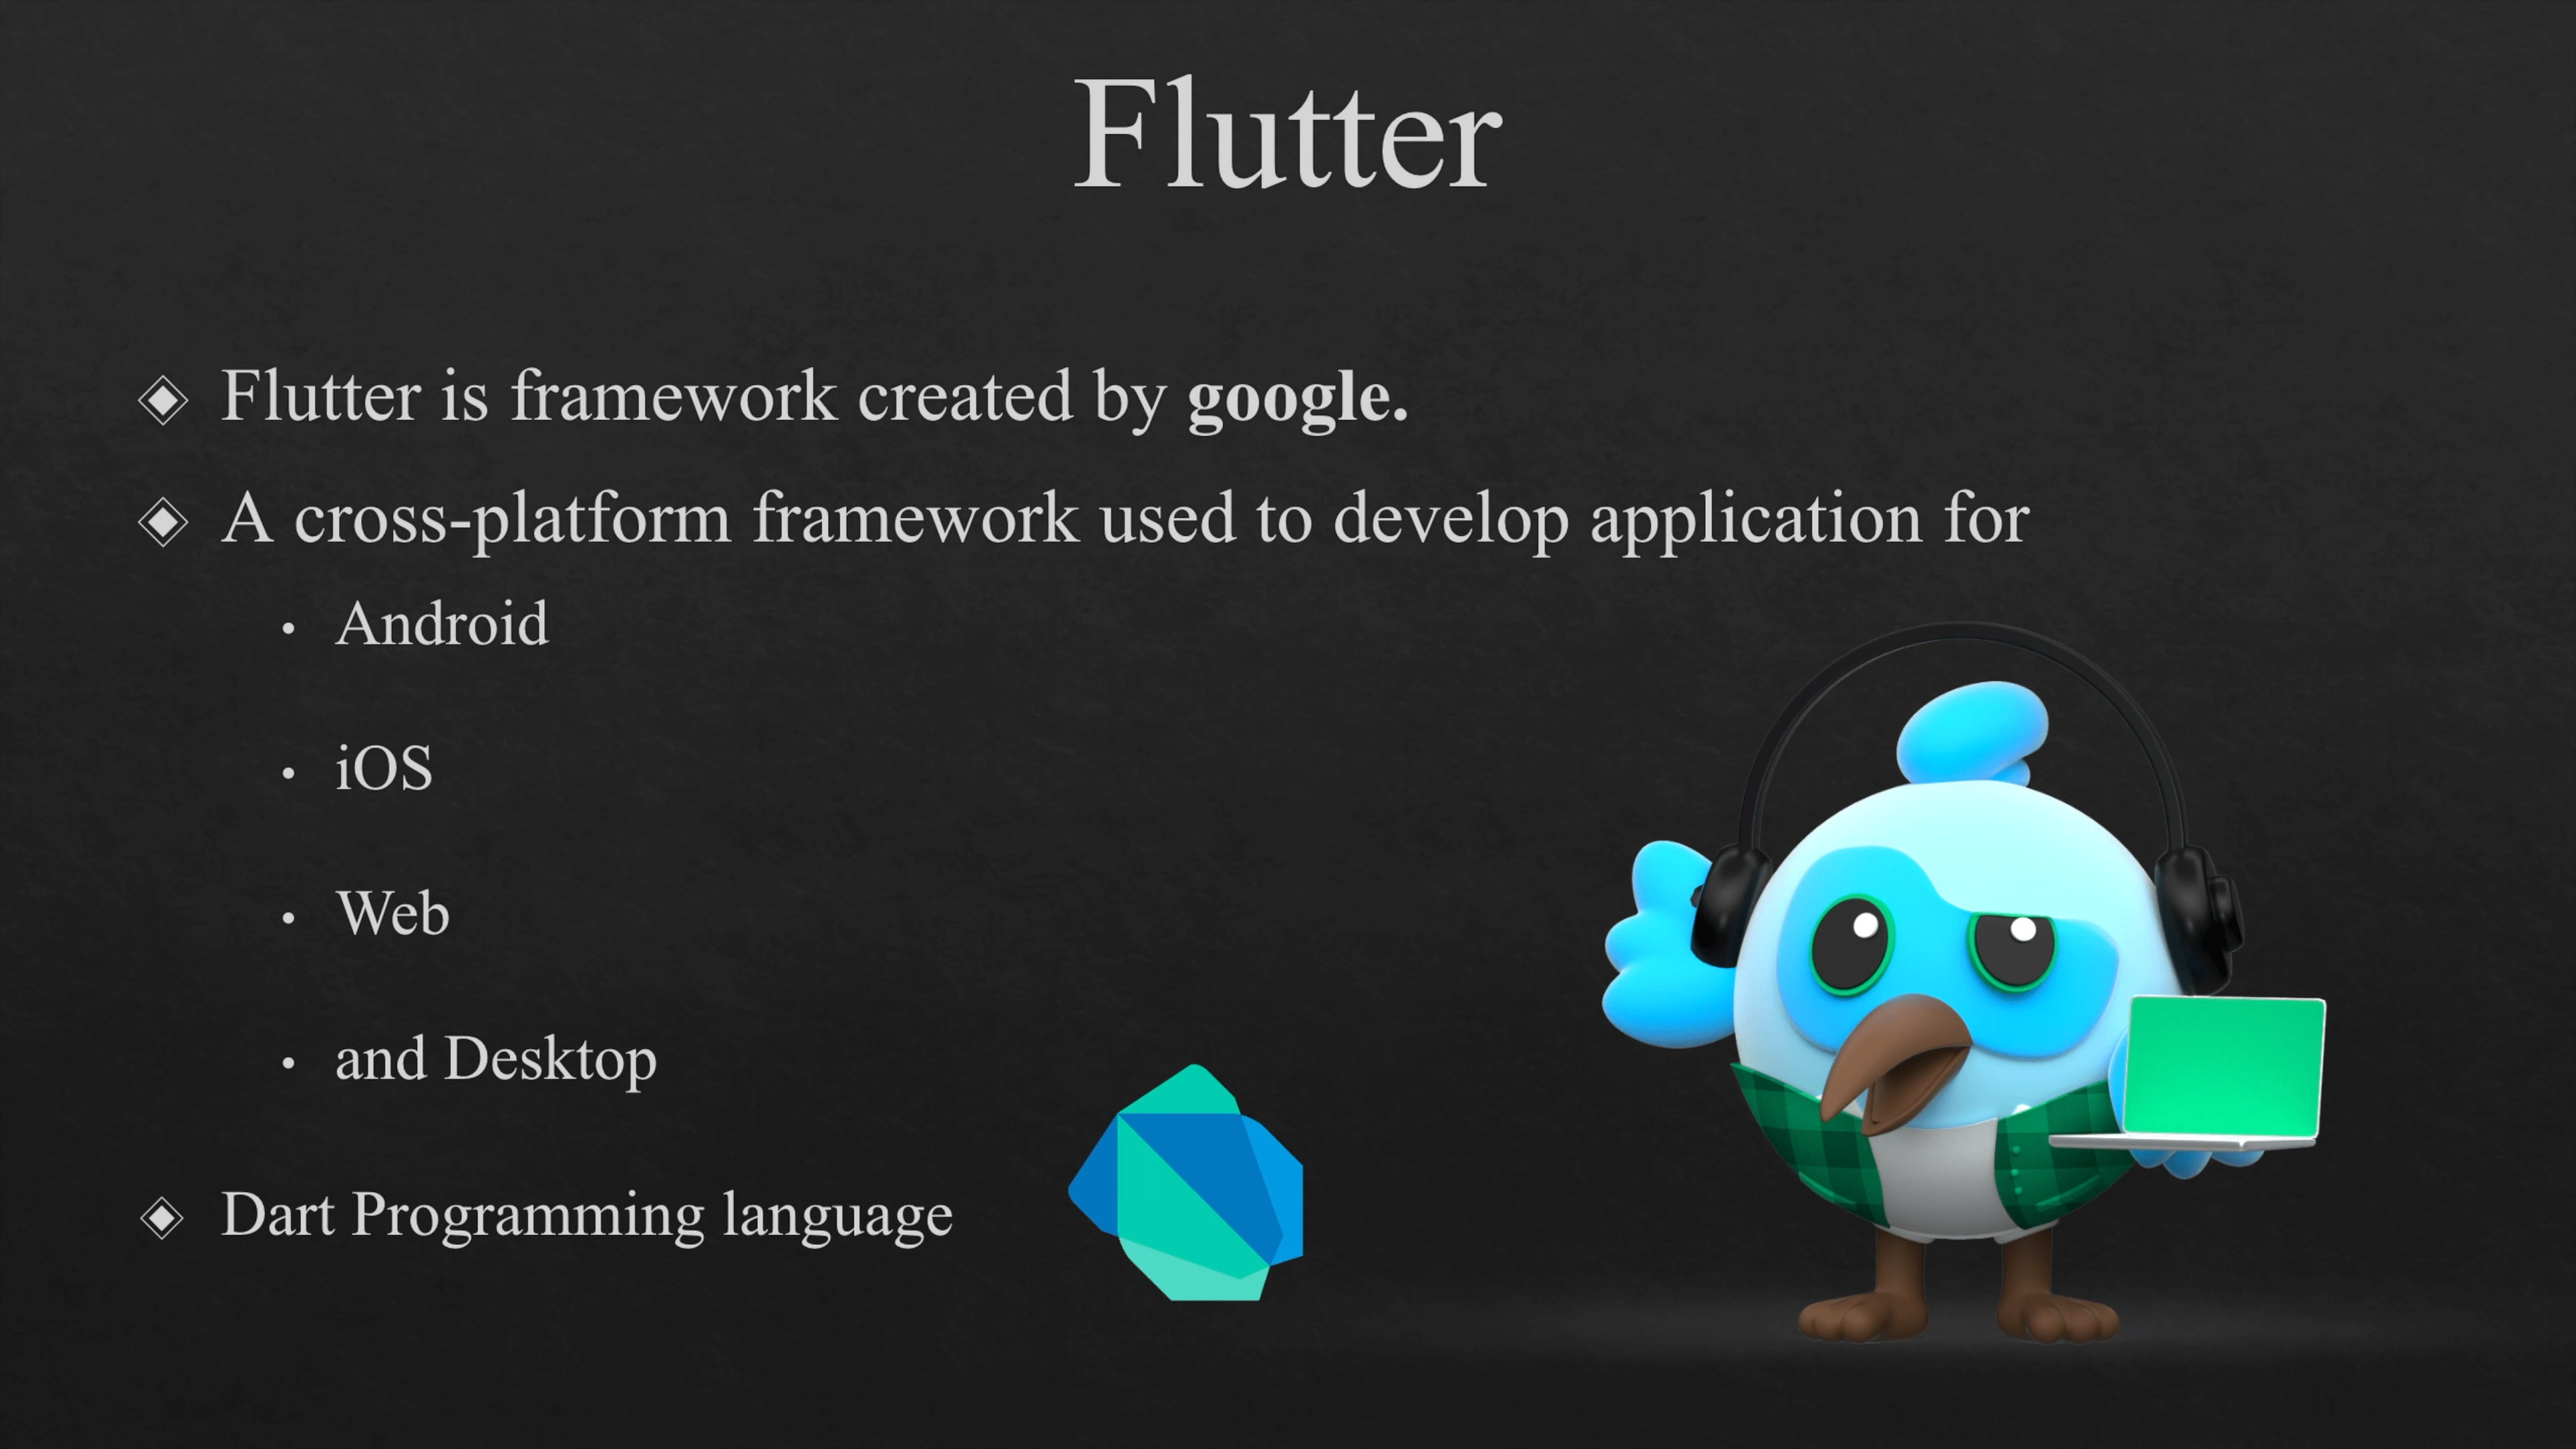 Flutter
Flutter is framework created by google.
A cross-platform framework used to develop application for
Android
iOS
Web
and Desktop
Dart Programming language